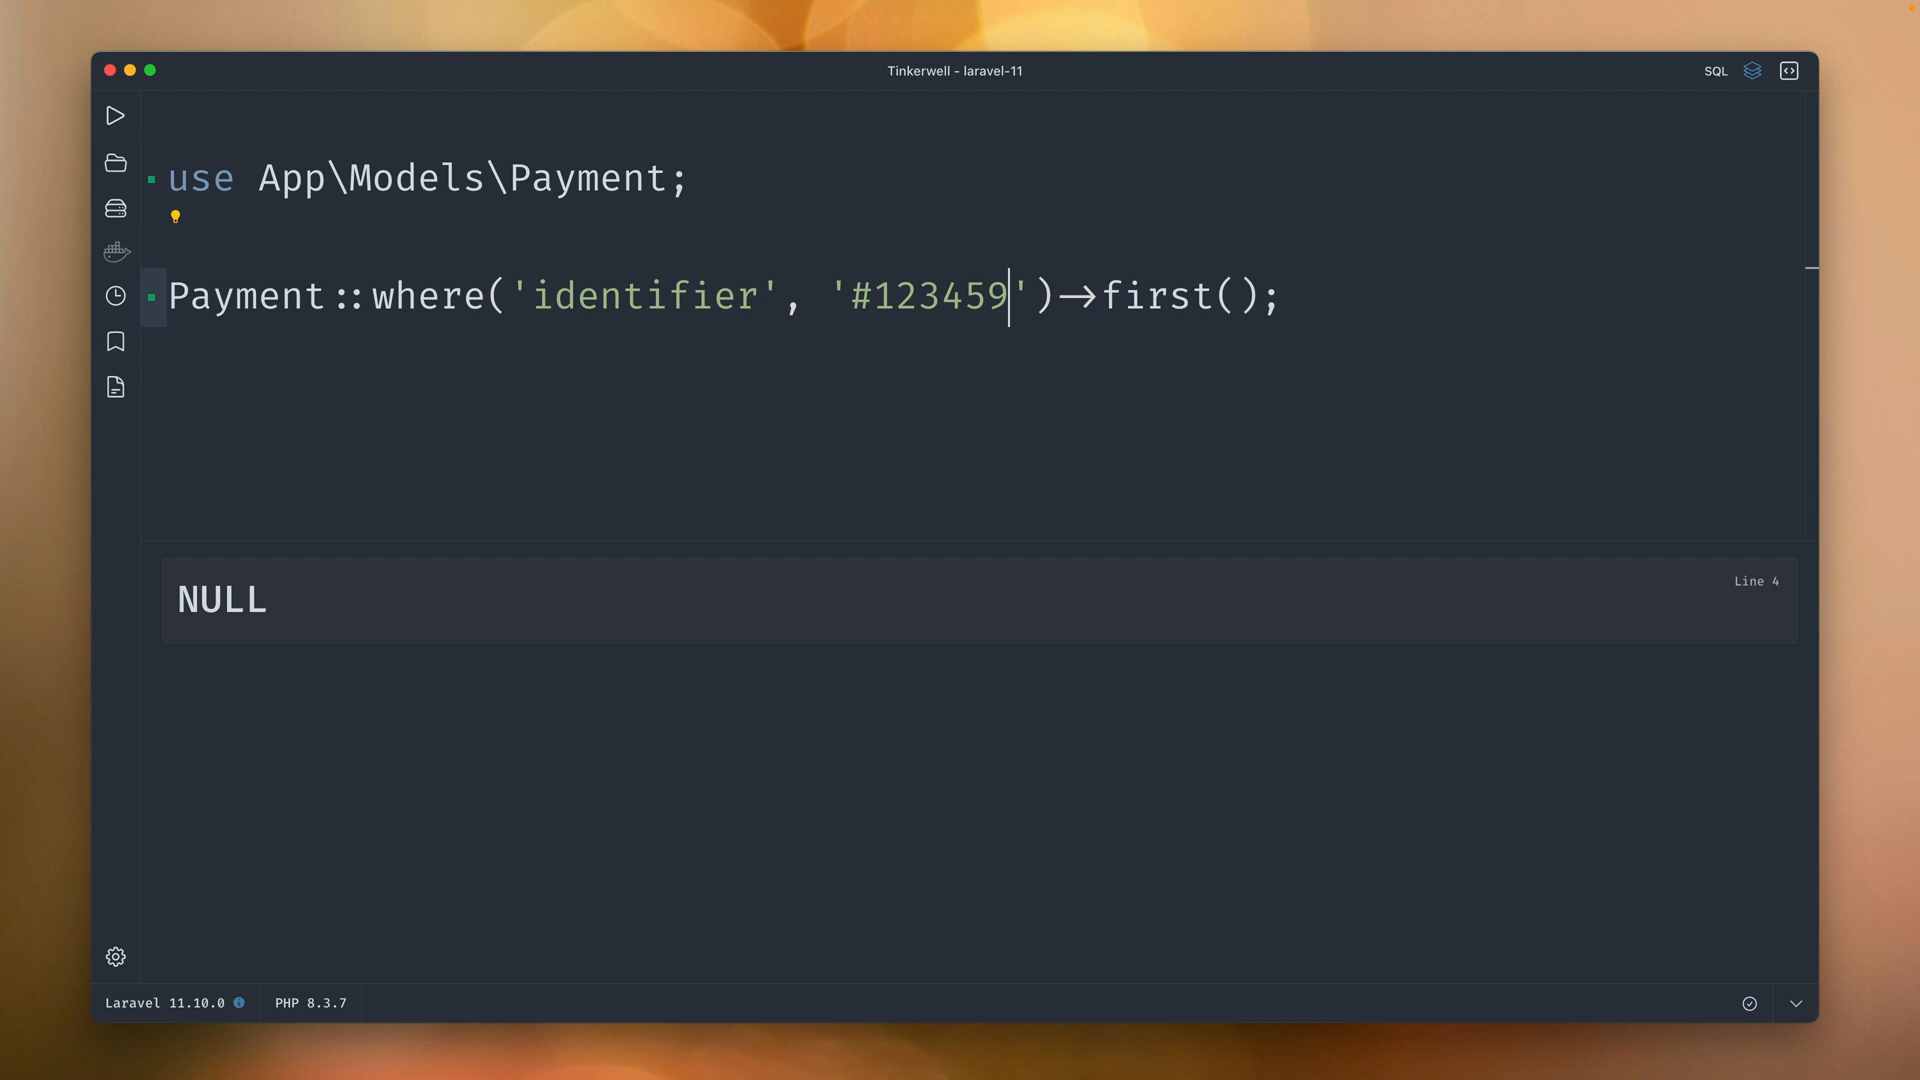 Tinkerwell - laravel-11
SQL
use App\Models\Payment;
Payment::where('identifier', '#123459')->first();
NULL
Line 4
Laravel 11.10.0
PHP 8.3.7